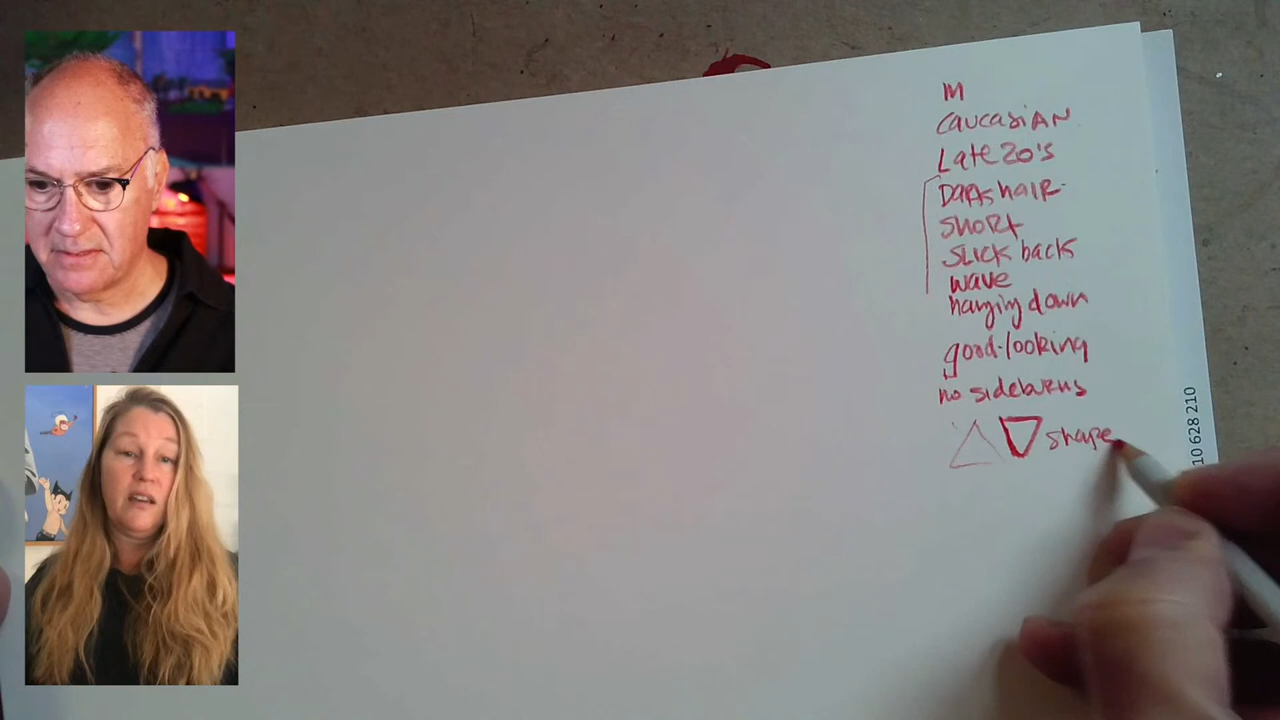 M
CAUCASIAN
Late 20's
DARK hair
short
SLICK back
wave
hanging down
good-looking
no sideburns
shape
10 628 210